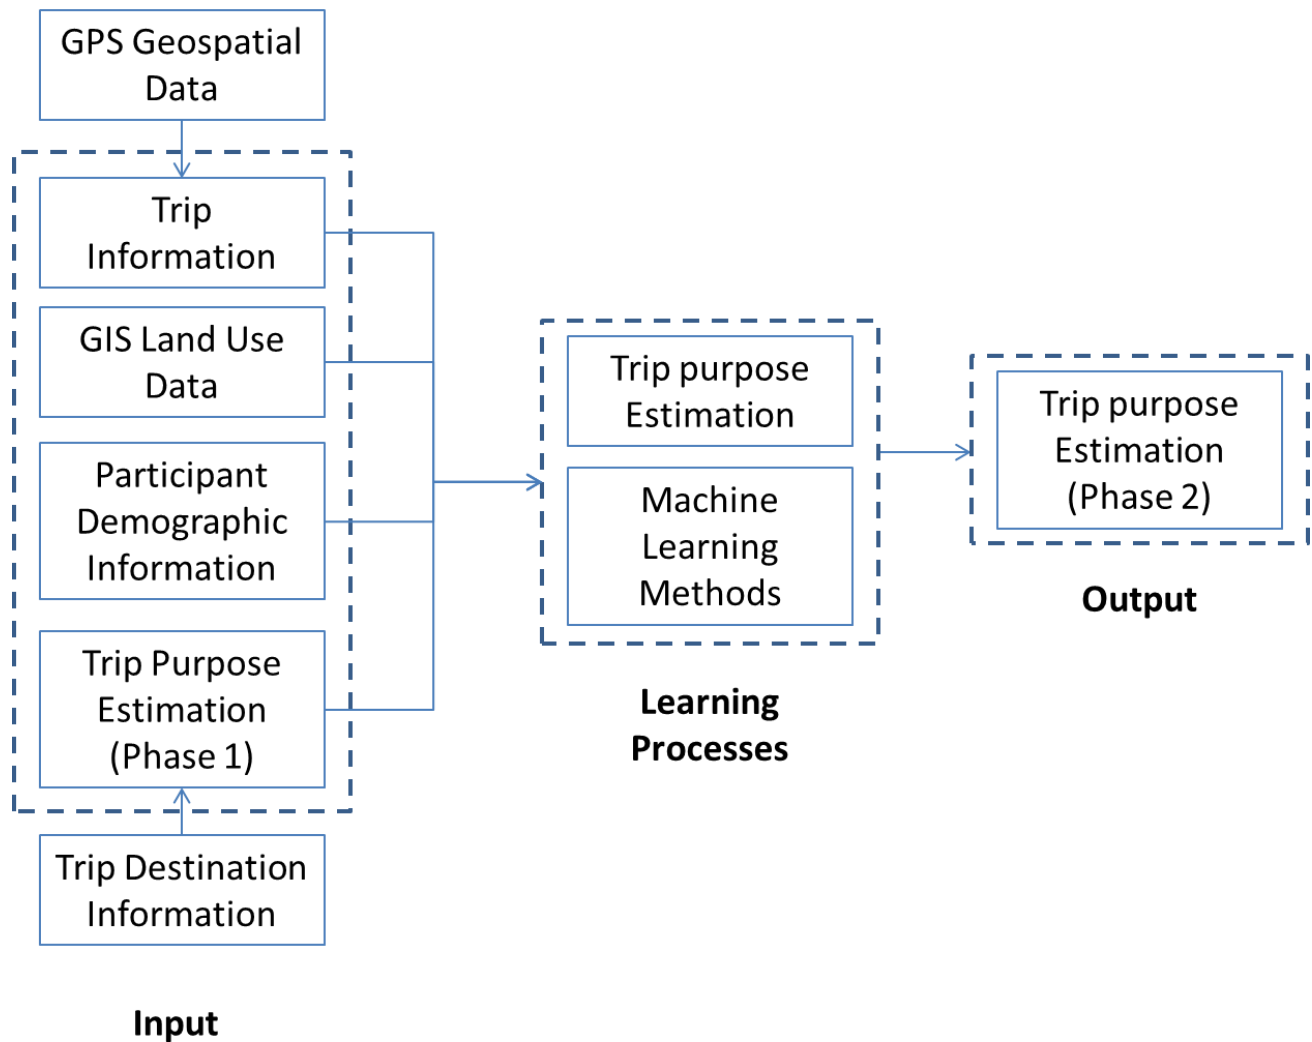 GPS Geospatial
Data
Trip
Information
GIS Land Use
Data
Participant
Demographic
Information
Trip Purpose
Estimation
(Phase 1)
Trip Destination
Information
Input
Trip purpose
Estimation
Machine
Learning
Methods
Learning
Processes
Trip purpose
Estimation
(Phase 2)
Output